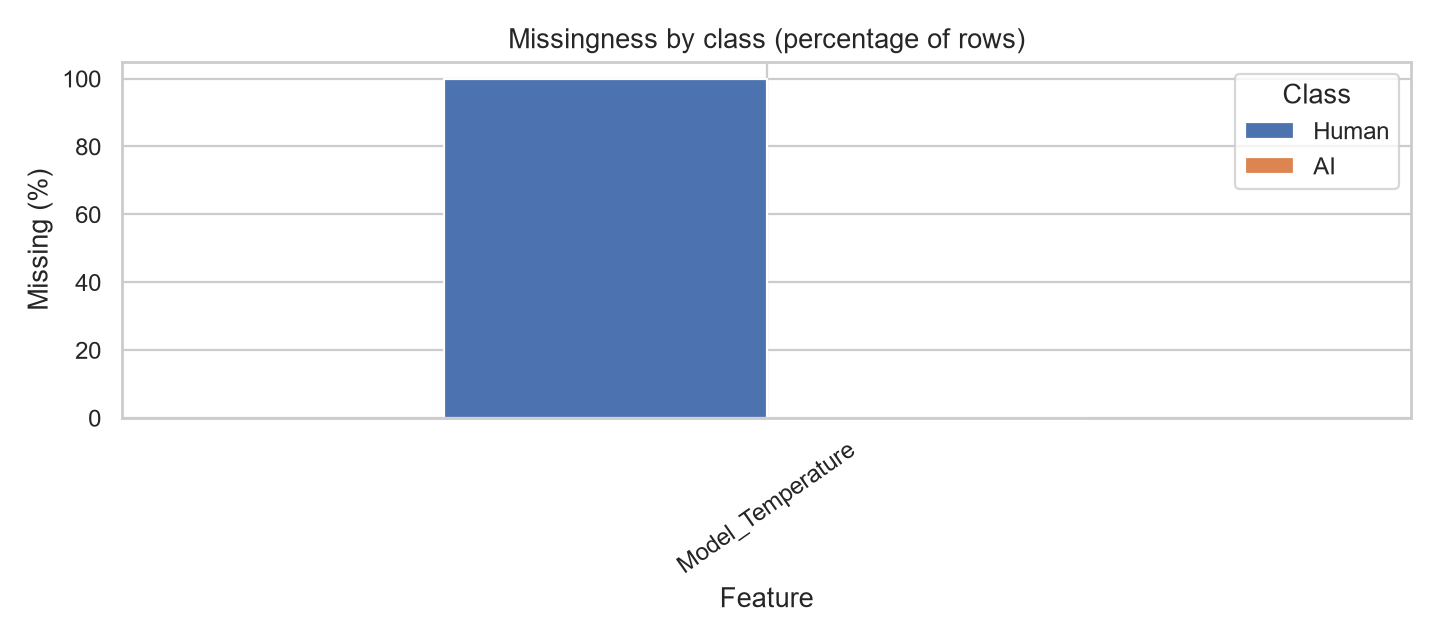 Missingness by class (percentage of rows)
Missing (%)
100
80
60
40
20
0
Class
Human
AI
Model_Temperature
Feature